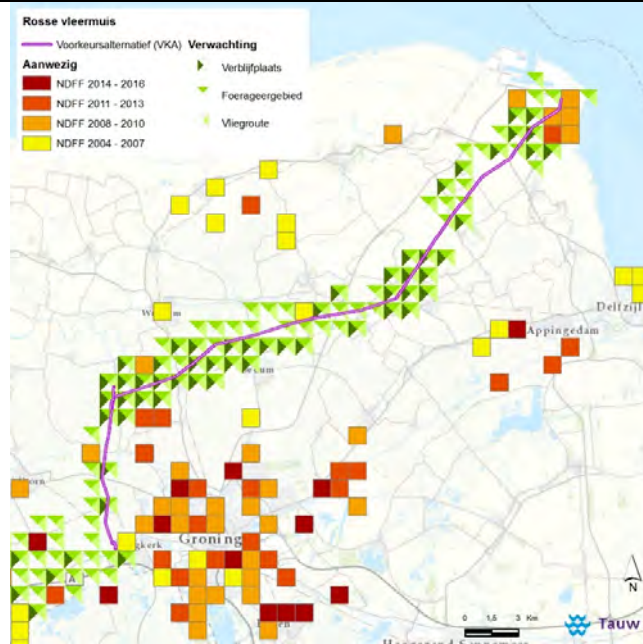 Rosse vleermuis
Voorkeursalternatief (VKA)
Verwachting
Aanwezig
Verblijfplaats
NDFF 2014 - 2016
Foerageergebied
NDFF 2011 - 2013
Vliegroute
NDFF 2008 - 2010
NDFF 2004 - 2007
Delfzijl
Appingedam
Groning
A
N
0 1,5 3 Km
Tauw